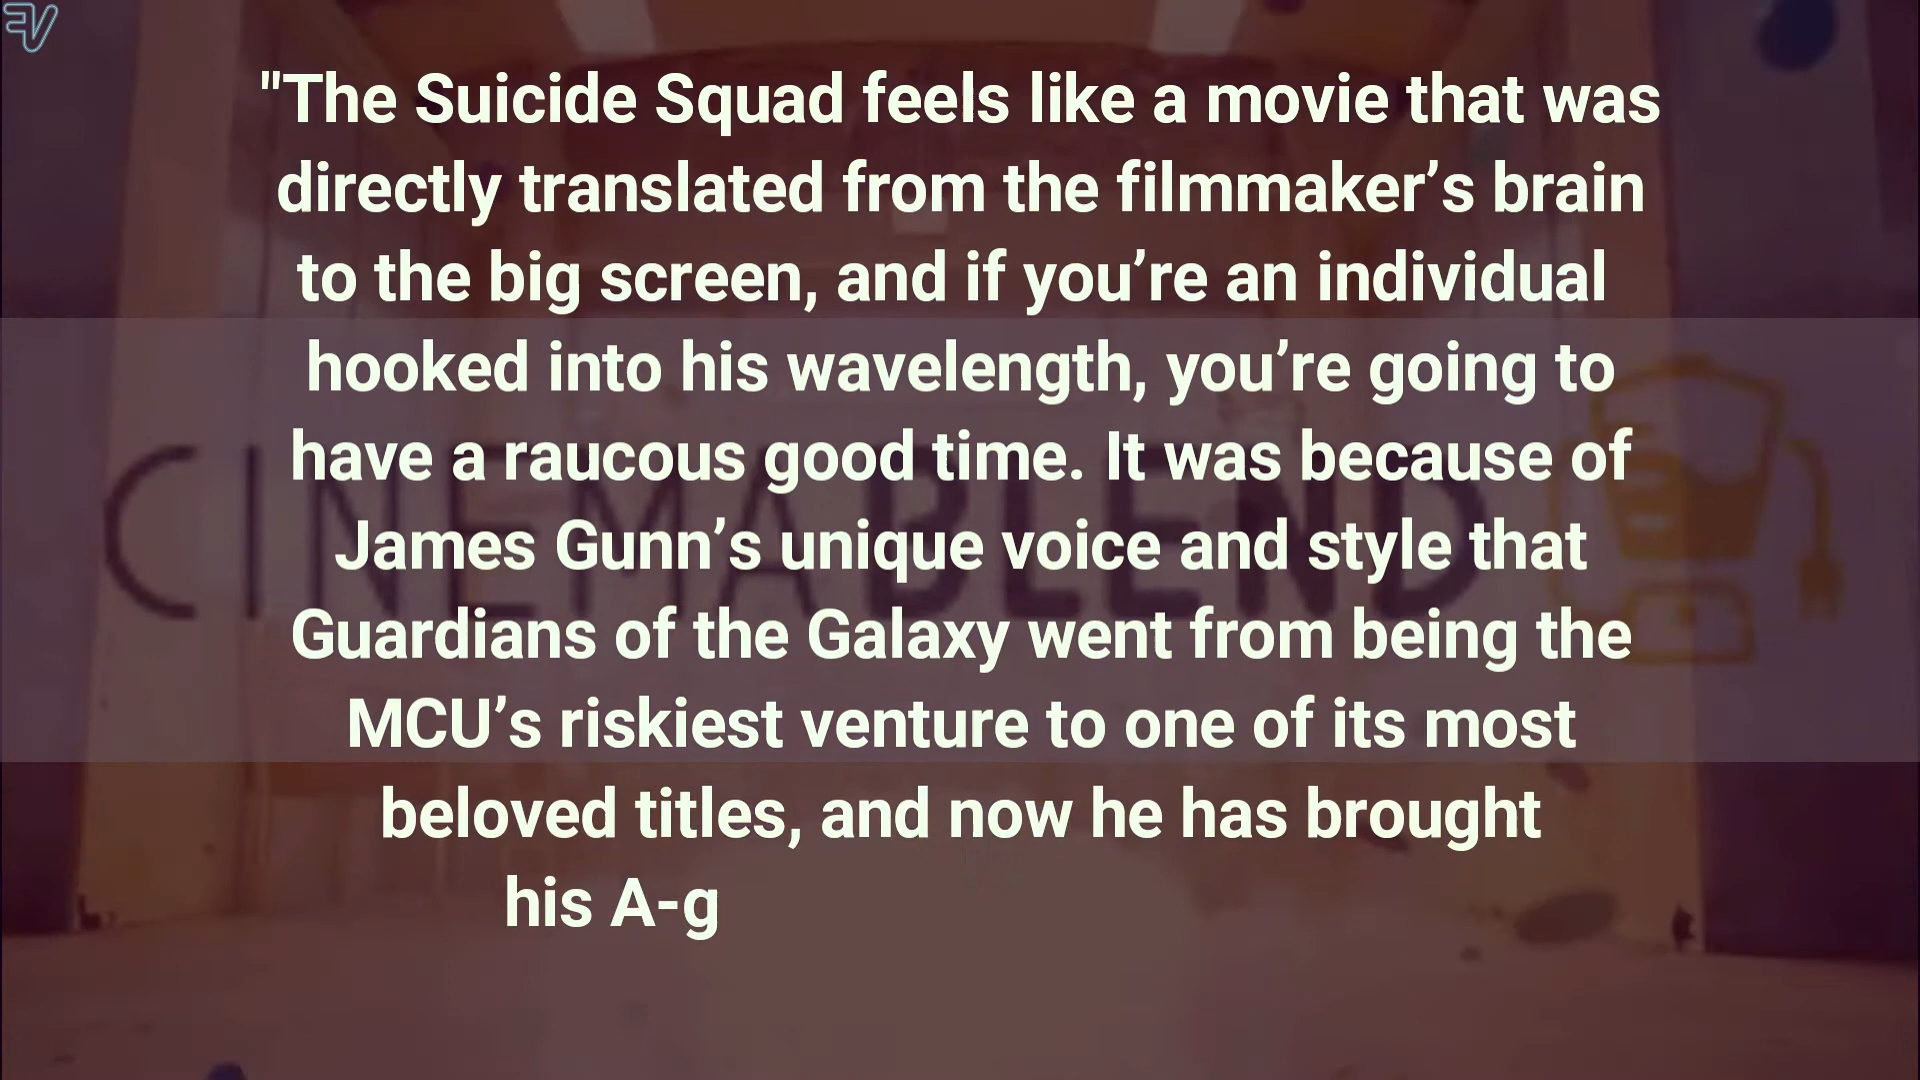 "The Suicide Squad feels like a movie that was
directly translated from the filmmaker’s brain
to the big screen, and if you’re an individual
hooked into his wavelength, you’re going to
have a raucous good time. It was because of
James Gunn’s unique voice and style that
Guardians of the Galaxy went from being the
MCU’s riskiest venture to one of its most
beloved titles, and now he has brought
his A-g
CINEMABLEND